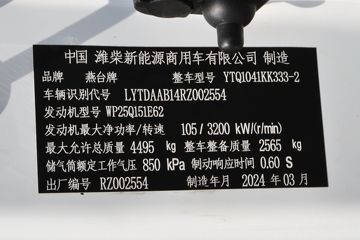 中国 潍柴新能源商用车有限公司 制造
品牌 燕台牌 整车型号 YTQ1041KK333-2
车辆识别代号 LYTDAAB14RZ002554
发动机型号 WP25Q151E62
发动机最大净功率/转速 105/3200 kW/(r/min)
最大允许总质量 4495 kg 整车整备质量 2565 kg
储气筒额定工作气压 850 kPa 制动响应时间 0.60 S
出厂编号 RZ002554 制造年月 2024 年 03 月